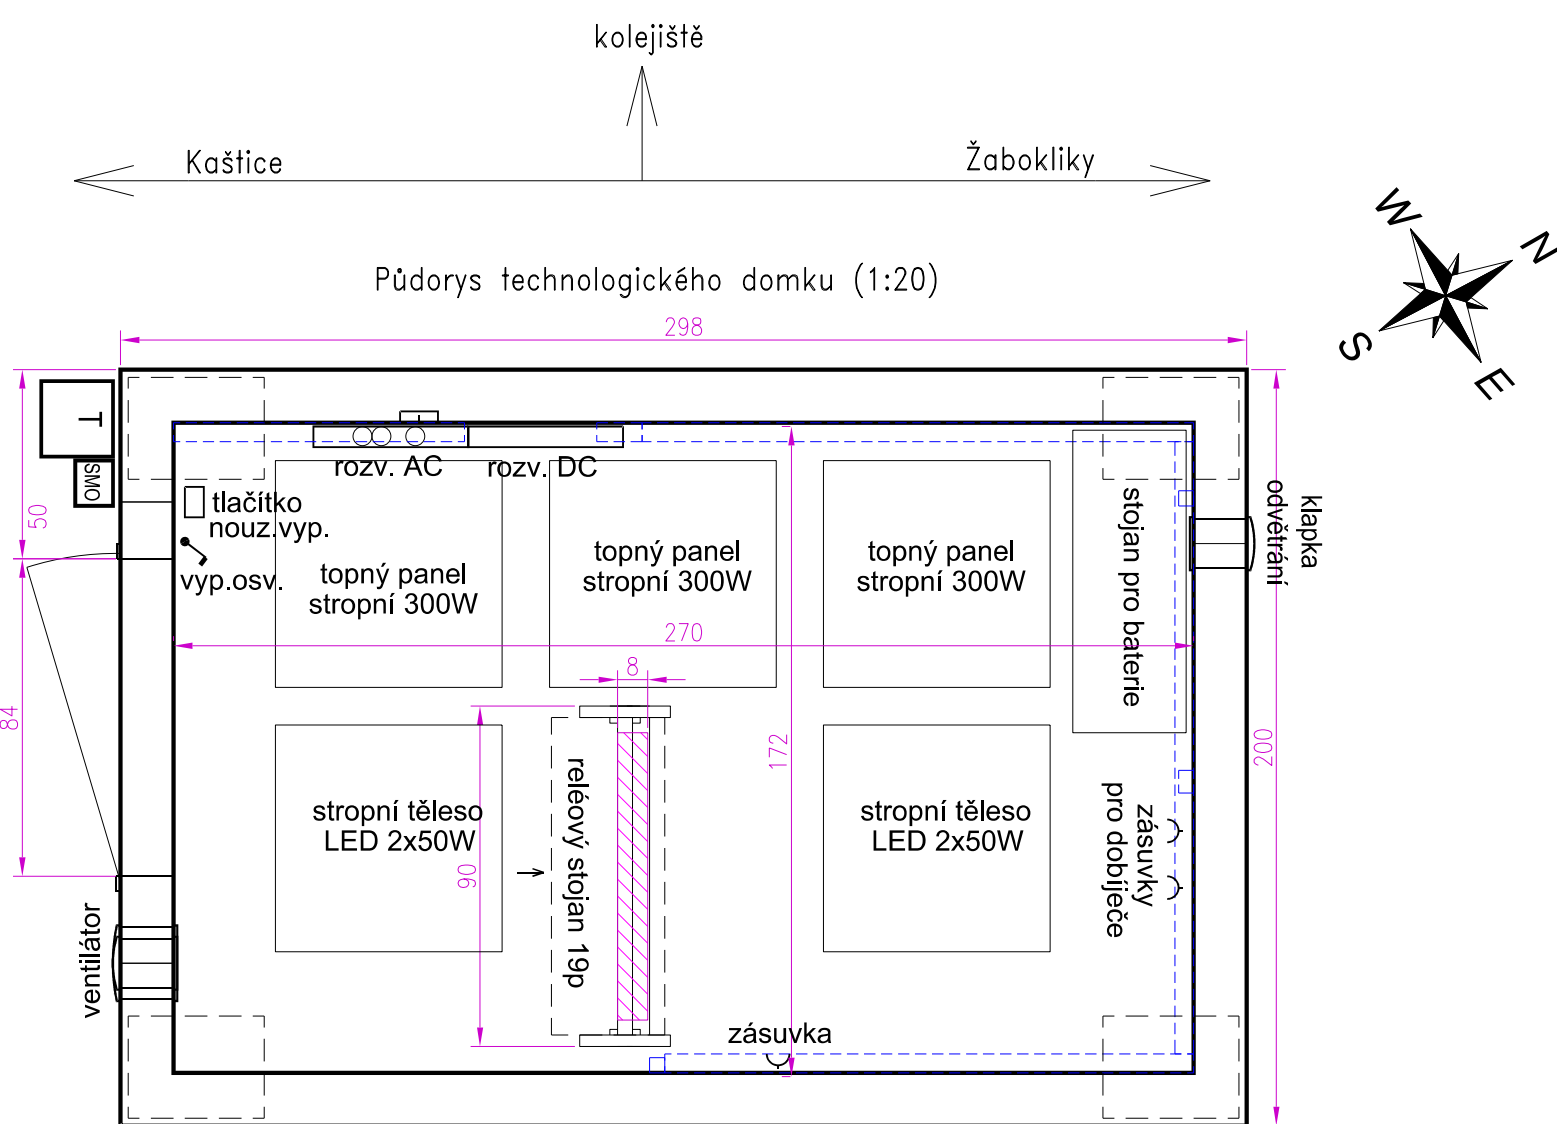 kolejiště
Kaštice
Žabokliky
W
N
S
E
Půdorys technologického domku (1:20)
298
T
SMO
50
84
rozv. AC
rozv. DC
tlačítko
nouz.vyp.
vyp.osv.
topný panel
stropní 300W
topný panel
stropní 300W
topný panel
stropní 300W
stojan pro baterie
klapka
odvětrání
270
8
172
200
90
stropní těleso
LED 2x50W
reléový stojan 19p
stropní těleso
LED 2x50W
zásuvky
pro dobíječe
ventilátor
zásuvka